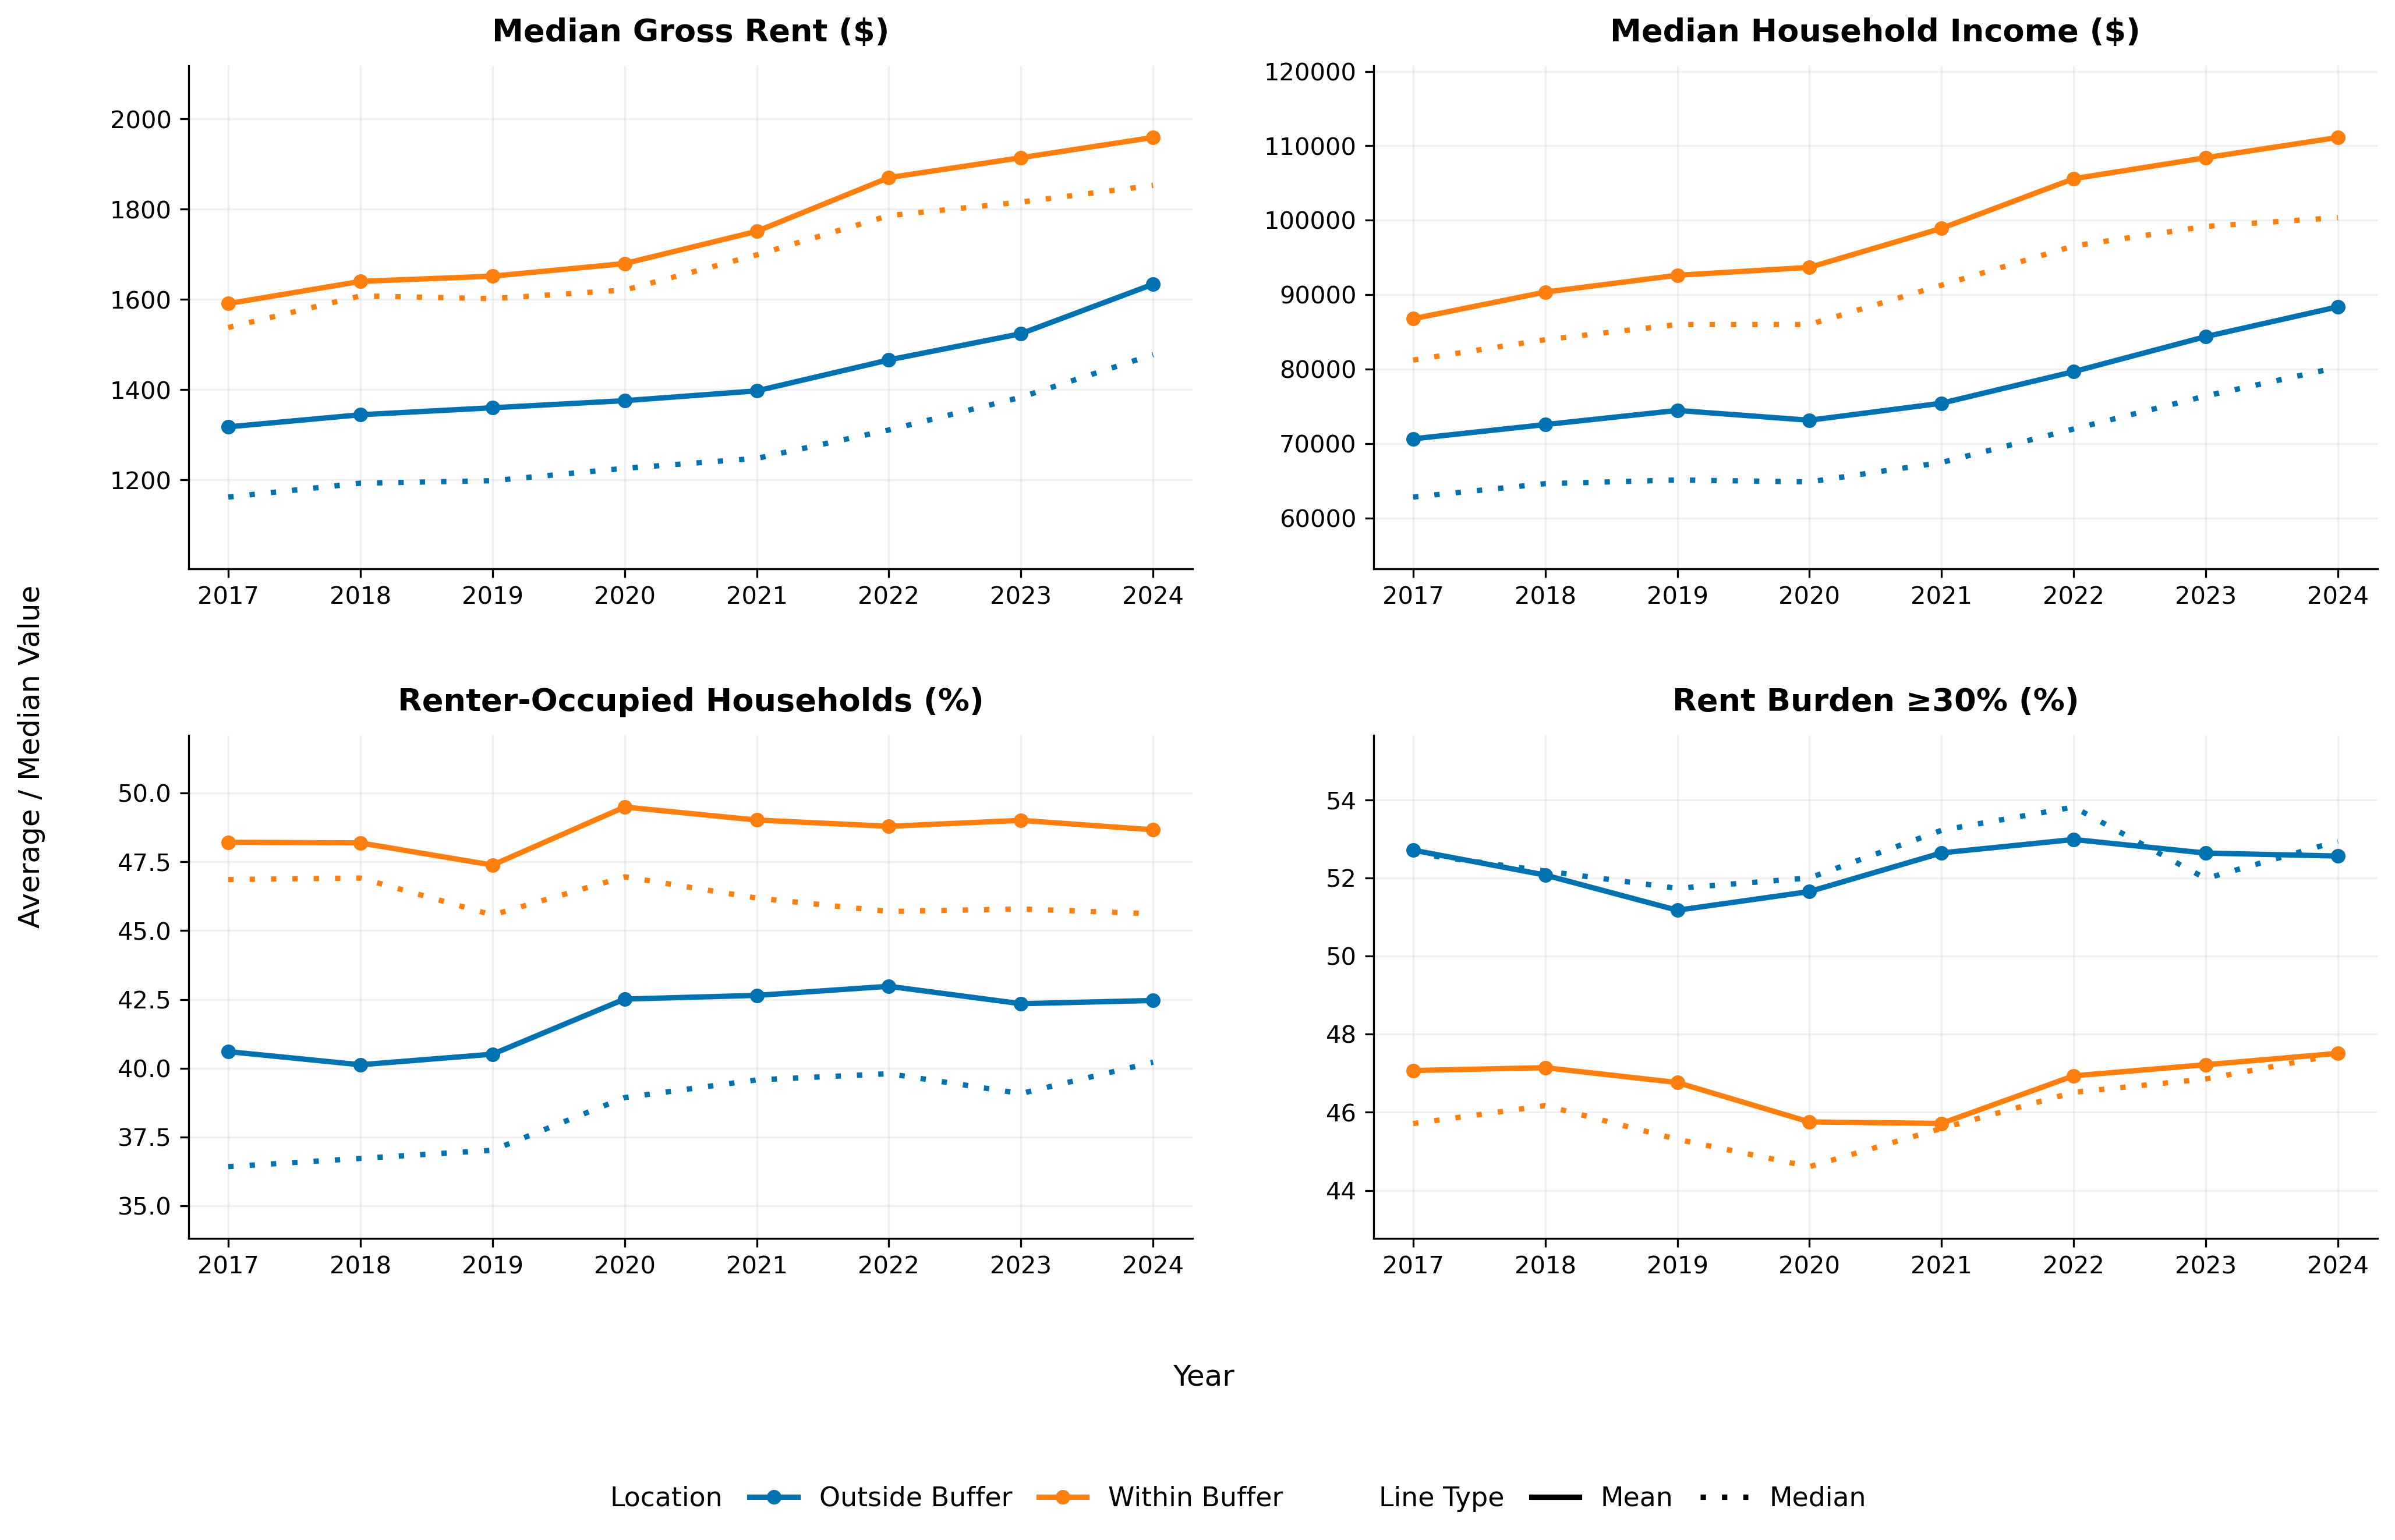 Median Gross Rent ($)
2000
1800
1600
1400
1200
2017 2018 2019 2020 2021 2022 2023 2024
Median Household Income ($)
120000
110000
100000
90000
80000
70000
60000
2017 2018 2019 2020 2021 2022 2023 2024
Average / Median Value
Renter-Occupied Households (%)
50.0
47.5
45.0
42.5
40.0
37.5
35.0
2017 2018 2019 2020 2021 2022 2023 2024
Rent Burden ≥30% (%)
54
52
50
48
46
44
2017 2018 2019 2020 2021 2022 2023 2024
Year
Location Outside Buffer Within Buffer Line Type Mean Median